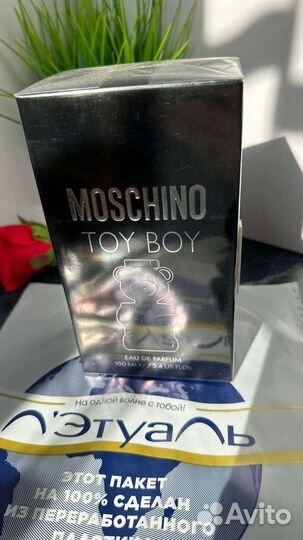 MOSCHINO
TOY BOY
EAU DE PARFUM
100 ML℮ / 3.4 US FL.Oz.
На одной волне с тобой!
Л'ЭТУАЛЬ
ЭТОТ ПАКЕТ
НА 100% СДЕЛАН
ИЗ ПЕРЕРАБОТАННОГО
ПЛАСТИКА
Avito